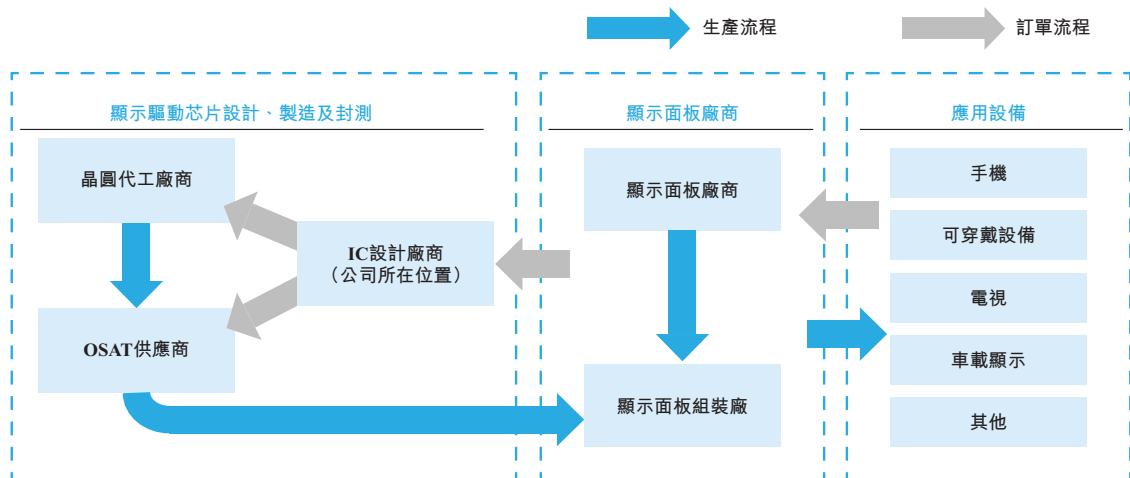 生產流程
訂單流程
顯示驅動芯片設計、製造及封測
晶圓代工廠商
IC設計廠商
（公司所在位置）
OSAT供應商
顯示面板廠商
顯示面板廠商
顯示面板組裝廠
應用設備
手機
可穿戴設備
電視
車載顯示
其他